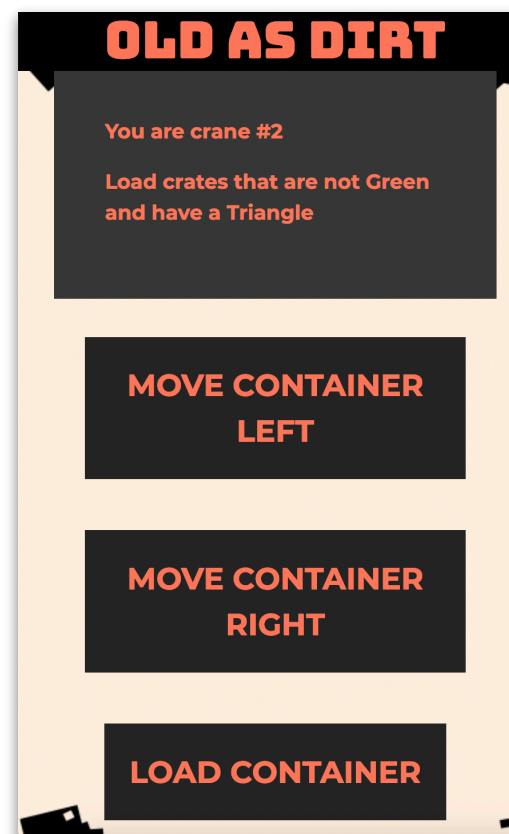 OLD AS DIRT
You are crane #2
Load crates that are not Green
and have a Triangle
MOVE CONTAINER
LEFT
MOVE CONTAINER
RIGHT
LOAD CONTAINER